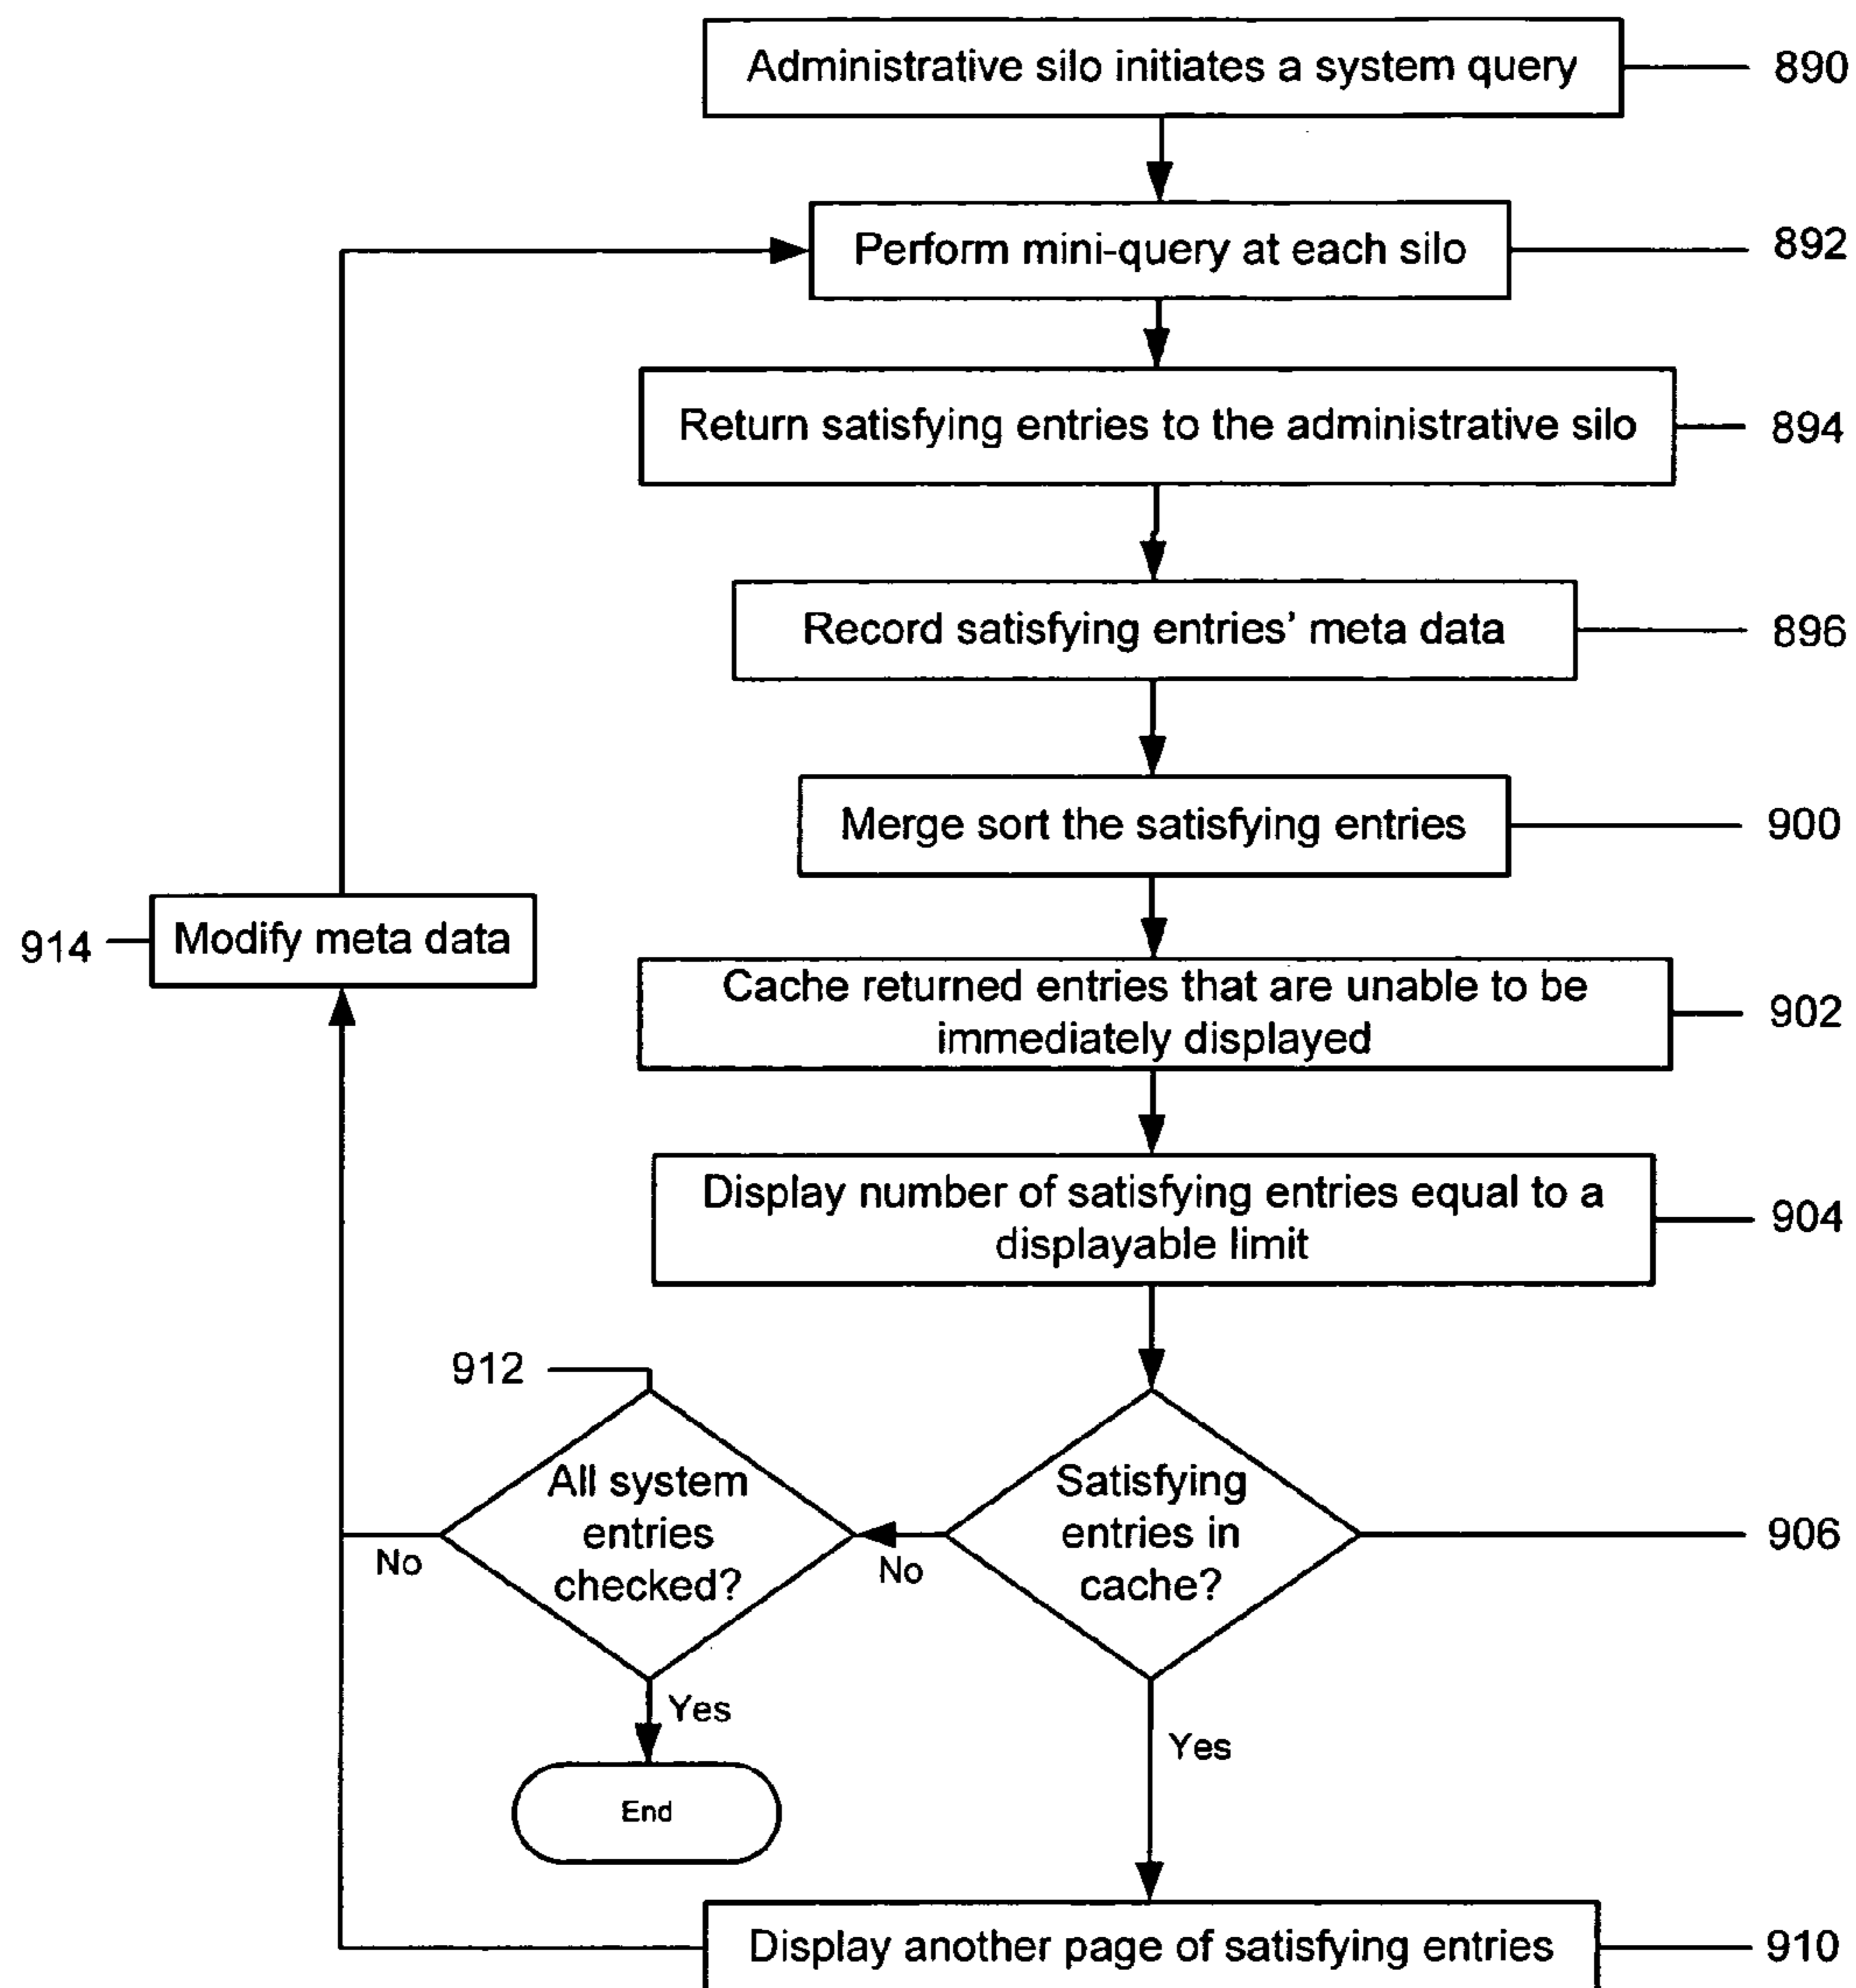 Administrative silo initiates a system query
890
Perform mini-query at each silo
892
Return satisfying entries to the administrative silo
894
Record satisfying entries' meta data
896
Merge sort the satisfying entries
900
914
Modify meta data
Cache returned entries that are unable to be
immediately displayed
902
Display number of satisfying entries equal to a
displayable limit
904
912
All system
entries
checked?
Satisfying
entries in
cache?
906
No
No
Yes
Yes
End
Display another page of satisfying entries
910